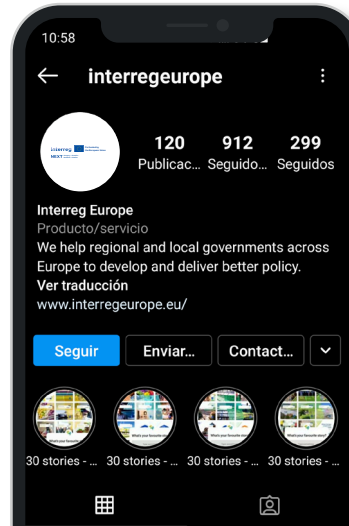 10:58
interregeurope
Interreg
NEXT
120 912 299
Publicac... Seguido... Seguidos
Interreg Europe
Producto/servicio
We help regional and local governments across
Europe to develop and deliver better policy.
Ver traducción
www.interregeurope.eu/
Seguir Enviar... Contact...
30 stories - ... 30 stories - ... 30 stories - ... 30 stories - ...